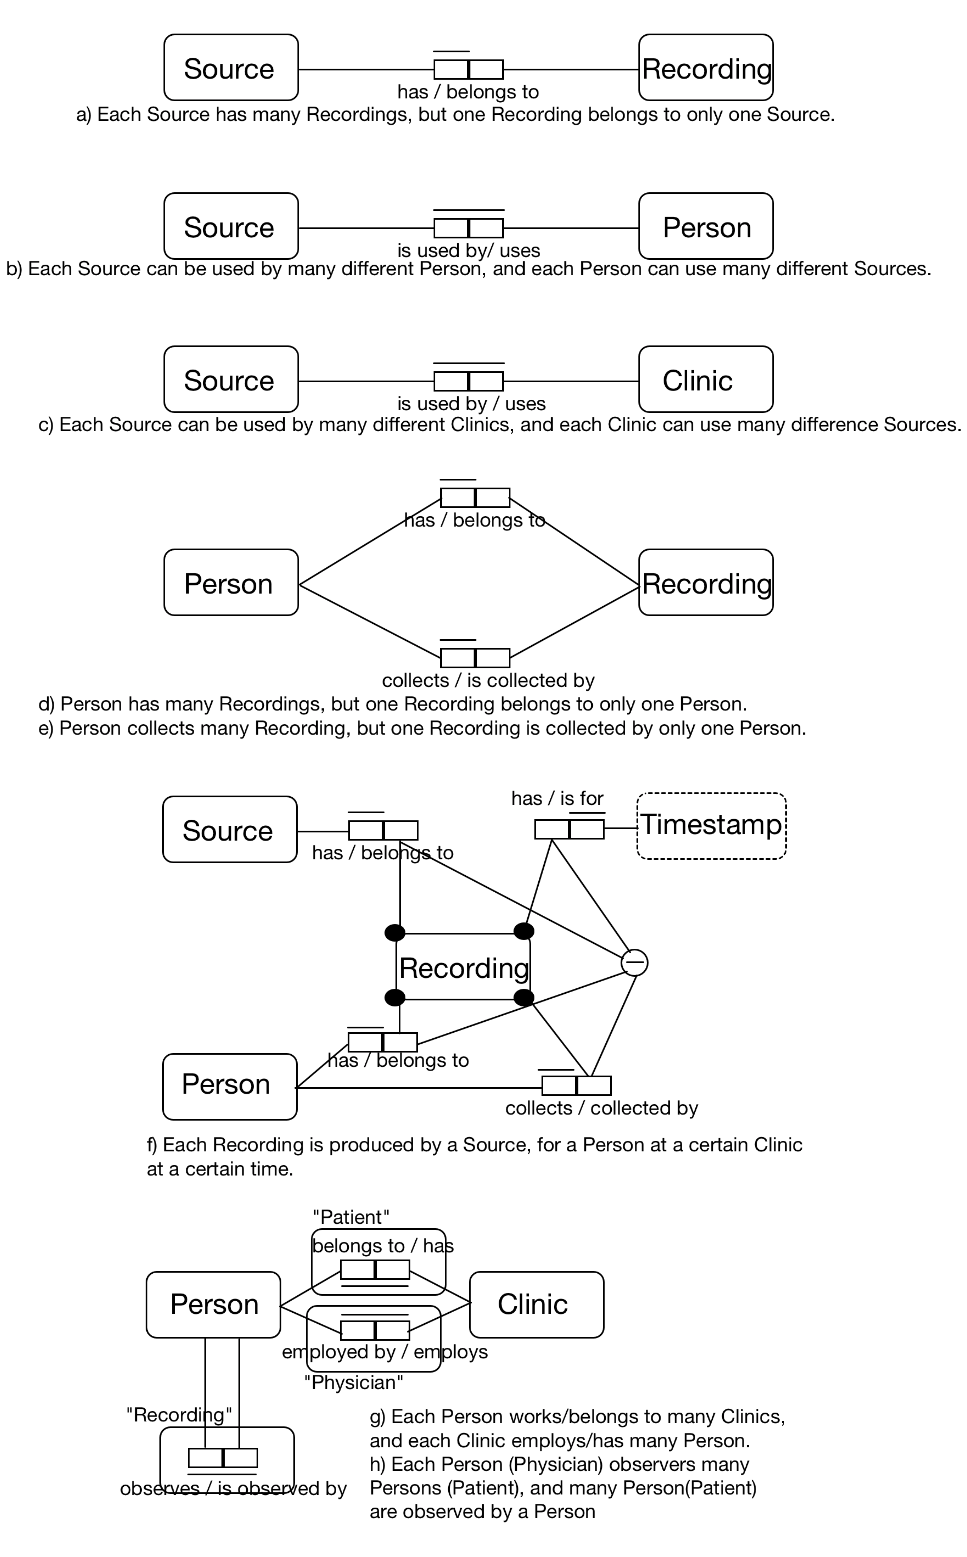 Source
Recording
has / belongs to
a) Each Source has many Recordings, but one Recording belongs to only one Source.
Source
Person
is used by/ uses
b) Each Source can be used by many different Person, and each Person can use many different Sources.
Source
Clinic
is used by / uses
c) Each Source can be used by many different Clinics, and each Clinic can use many difference Sources.
has / belongs to
Person
Recording
collects / is collected by
d) Person has many Recordings, but one Recording belongs to only one Person.
e) Person collects many Recording, but one Recording is collected by only one Person.
has / is for
Source
Timestamp
has / belongs to
Recording
has / belongs to
Person
collects / collected by
f) Each Recording is produced by a Source, for a Person at a certain Clinic
at a certain time.
"Patient"
belongs to / has
Person
Clinic
employed by / employs
"Physician"
"Recording"
observes / is observed by
g) Each Person works/belongs to many Clinics,
and each Clinic employs/has many Person.
h) Each Person (Physician) observers many
Persons (Patient), and many Person(Patient)
are observed by a Person